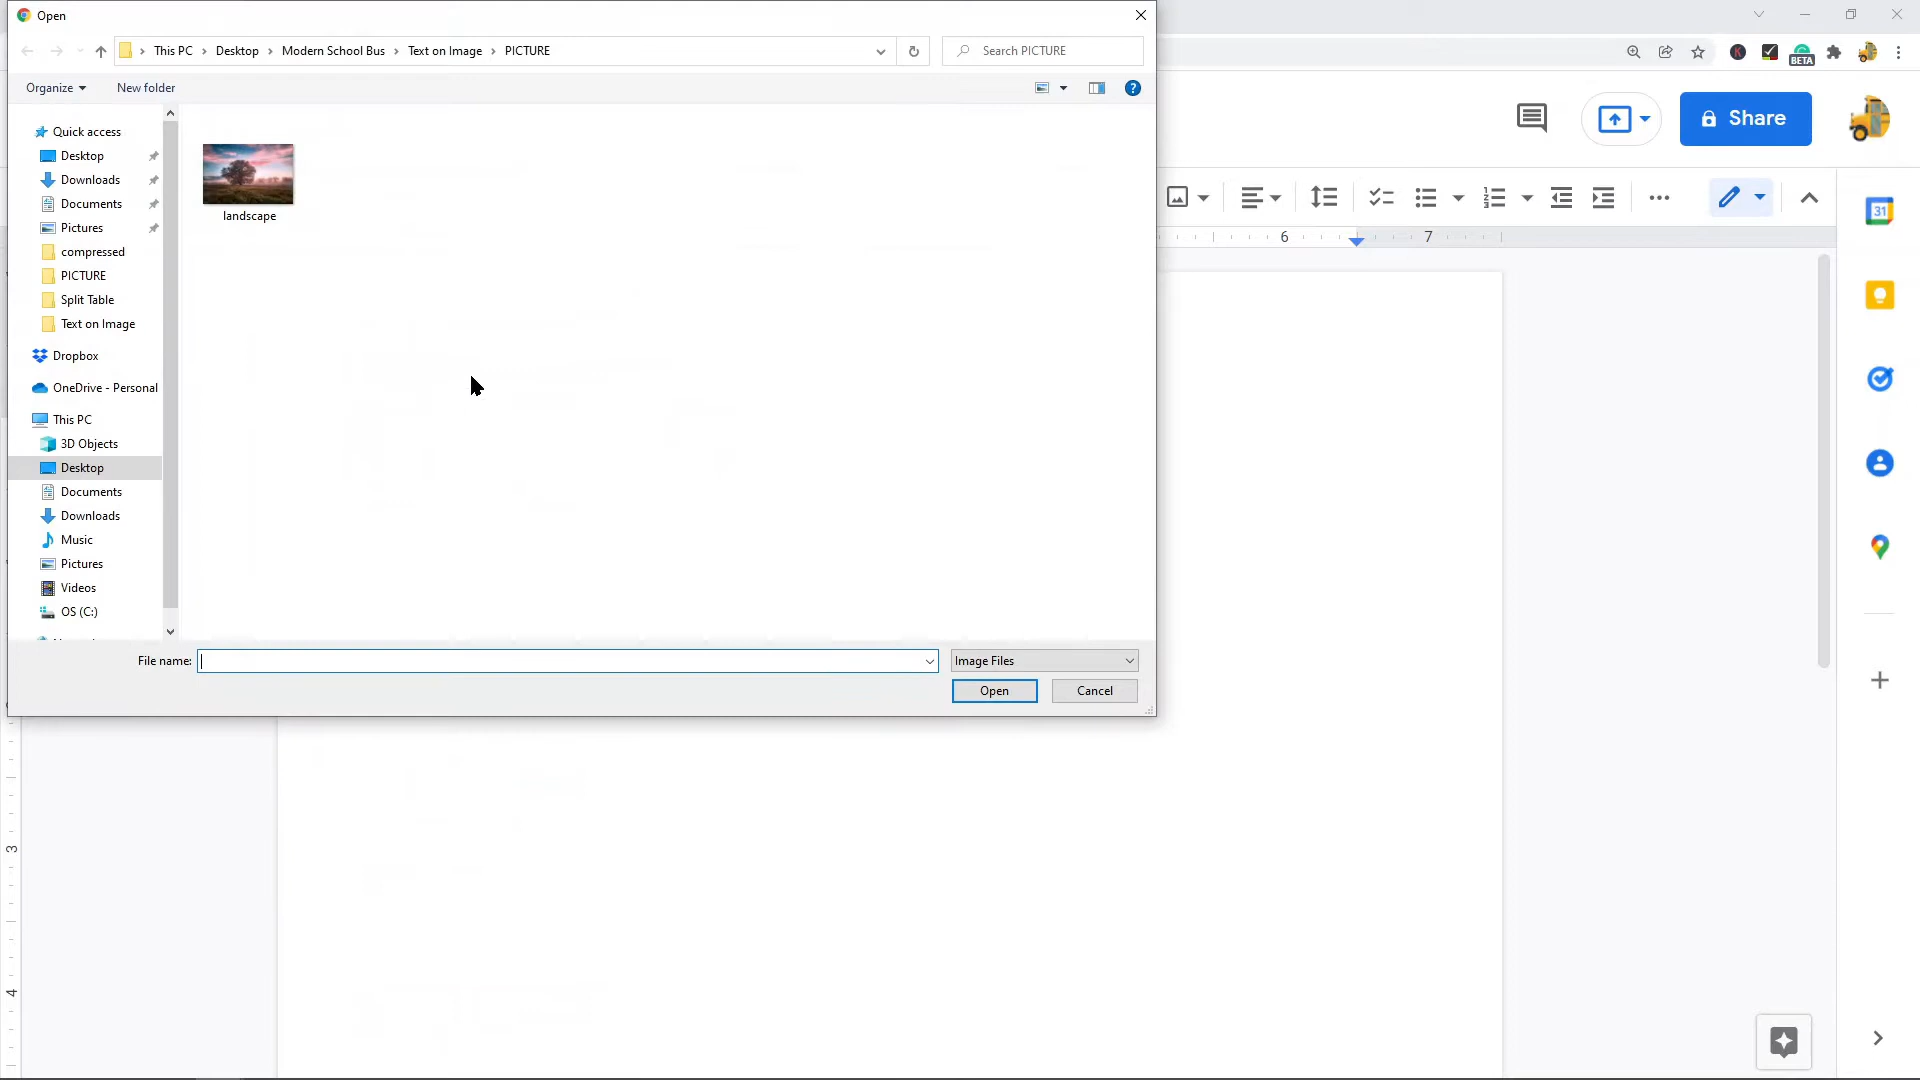 Open
This PC
Desktop
Modern School Bus
Text on Image
PICTURE
Search PICTURE
BETA
Organize
New folder
Share
Quick access
Desktop
Downloads
Documents
Pictures
compressed
PICTURE
Split Table
Text on Image
Dropbox
OneDrive - Personal
This PC
3D Objects
Desktop
Documents
Downloads
Music
Pictures
Videos
OS (C:)
landscape
6
7
31
File name:
Image Files
Open
Cancel
3
4